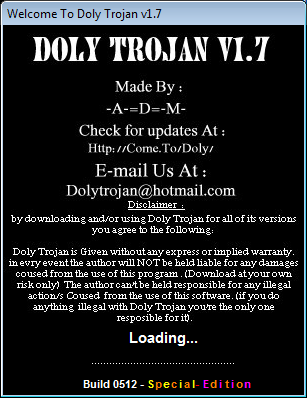 Welcome To Doly Trojan v1.7
DOLY TROJAN V1.7
Made By :
-A-=D=-M-
Check for updates At :
Http://Come.To/Doly/
E-mail Us At :
Dolytrojan@hotmail.com
Disclaimer :
by downloading and/or using Doly Trojan for all of its versions
you agree to the following:
Doly Trojan is Given without any express or implied warranty.
in evry event the author will NOT be held liable for any damages
coused from the use of this program . (Download at your own
risk only) The author can't be held responsible for any illegal
action/s Coused from the use of this software. (if you do
anything illegal with Doly Trojan you're the only one
resposible for it).
Loading...
................................................
Build 0512 - Special- Edition